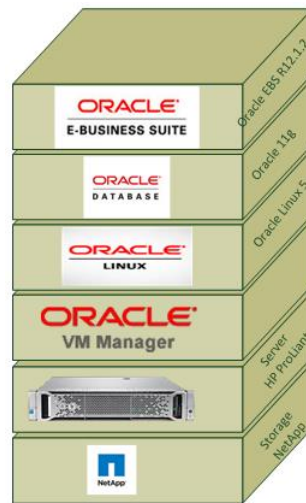 ORACLE
E-BUSINESS SUITE
Oracle EBS R12.1.2
ORACLE
DATABASE
Oracle 11g
ORACLE
LINUX
Oracle Linux 5
ORACLE
VM Manager
Server
HP ProLiant
NetApp
Storage
NetApp